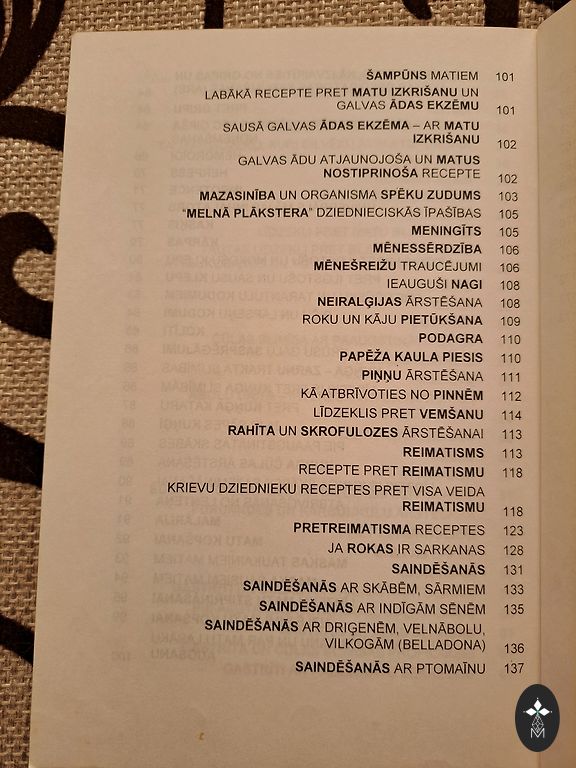 ŠAMPŪNS MATIEM 101
LABĀKĀ RECEPTE PRET MATU IZKRIŠANU UN
GALVAS ĀDAS EKZĒMU 101
SAUSĀ GALVAS ĀDAS EKZĒMA – AR MATU
IZKRIŠANU 102
GALVAS ĀDU ATJAUNOJOŠA UN MATUS
NOSTIPRINOŠA RECEPTE 102
MAZASINĪBA UN ORGANISMA SPĒKU ZUDUMS 103
“MELNĀ PLĀKSTERA” DZIEDNIECISKĀS ĪPAŠĪBAS 105
MENINGĪTS 105
MĒNESSĒRDZĪBA 106
MĒNEŠREIŽU TRAUCĒJUMI 106
IEAUGUŠI NAGI 108
NEIRALĢIJAS ĀRSTĒŠANA 108
ROKU UN KĀJU PIETŪKŠANA 109
PODAGRA 110
PAPĒŽA KAULA PIESIS 110
PIŅŅU ĀRSTĒŠANA 111
KĀ ATBRĪVOTIES NO PINNĒM 112
LĪDZEKLIS PRET VEMŠANU 114
RAHĪTA UN SKROFULOZES ĀRSTĒŠANAI 113
REIMATISMS 113
RECEPTE PRET REIMATISMU 118
KRIEVU DZIEDNIEKU RECEPTES PRET VISA VEIDA
REIMATISMU 118
PRETREIMATISMA RECEPTES 123
JA ROKAS IR SARKANAS 128
SAINDĒŠANĀS 131
SAINDĒŠANĀS AR SKĀBĒM, SĀRMIEM 133
SAINDĒŠANĀS AR INDĪGĀM SĒNĒM 135
SAINDĒŠANĀS AR DRIĢENĒM, VELNĀBOLU,
VILKOGĀM (BELLADONA) 136
SAINDĒŠANĀS AR PTOMAĪNU 137
M